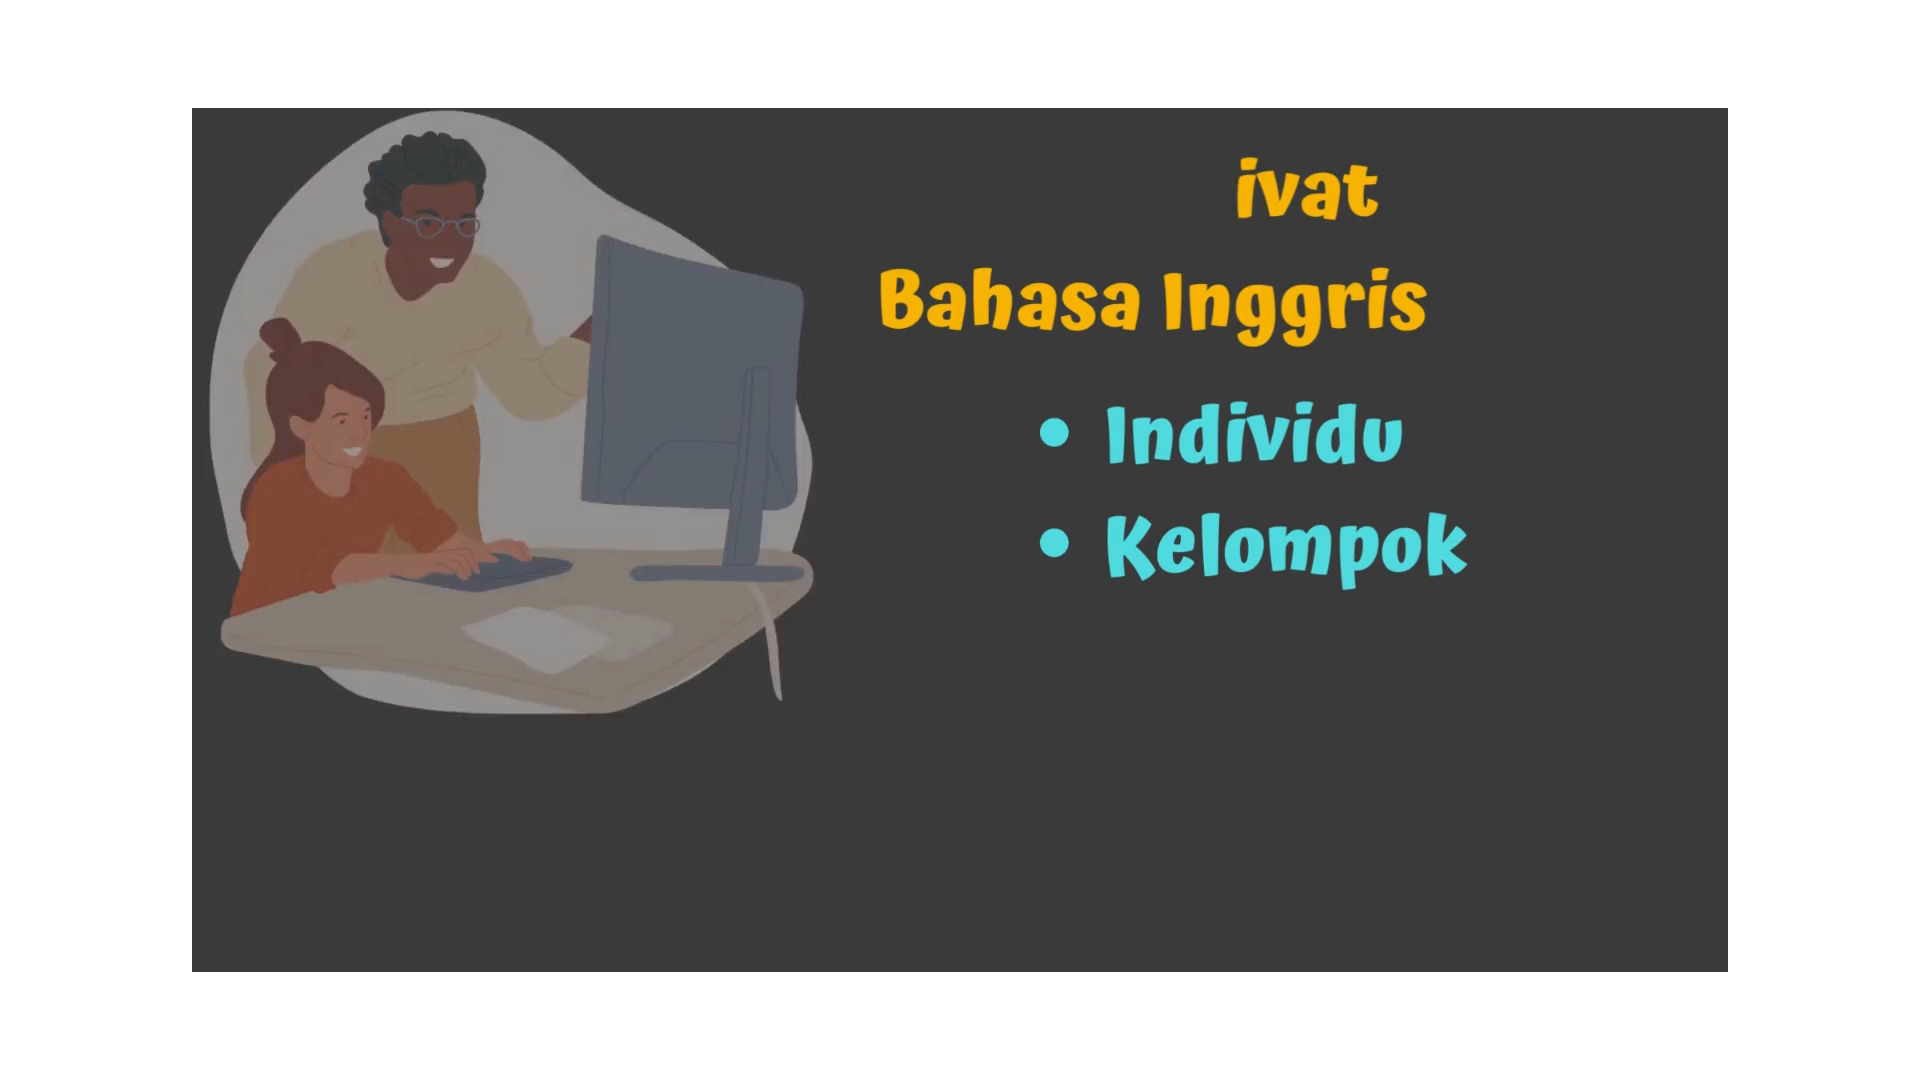 ivat
Bahasa Inggris
• Individu
• Kelompok